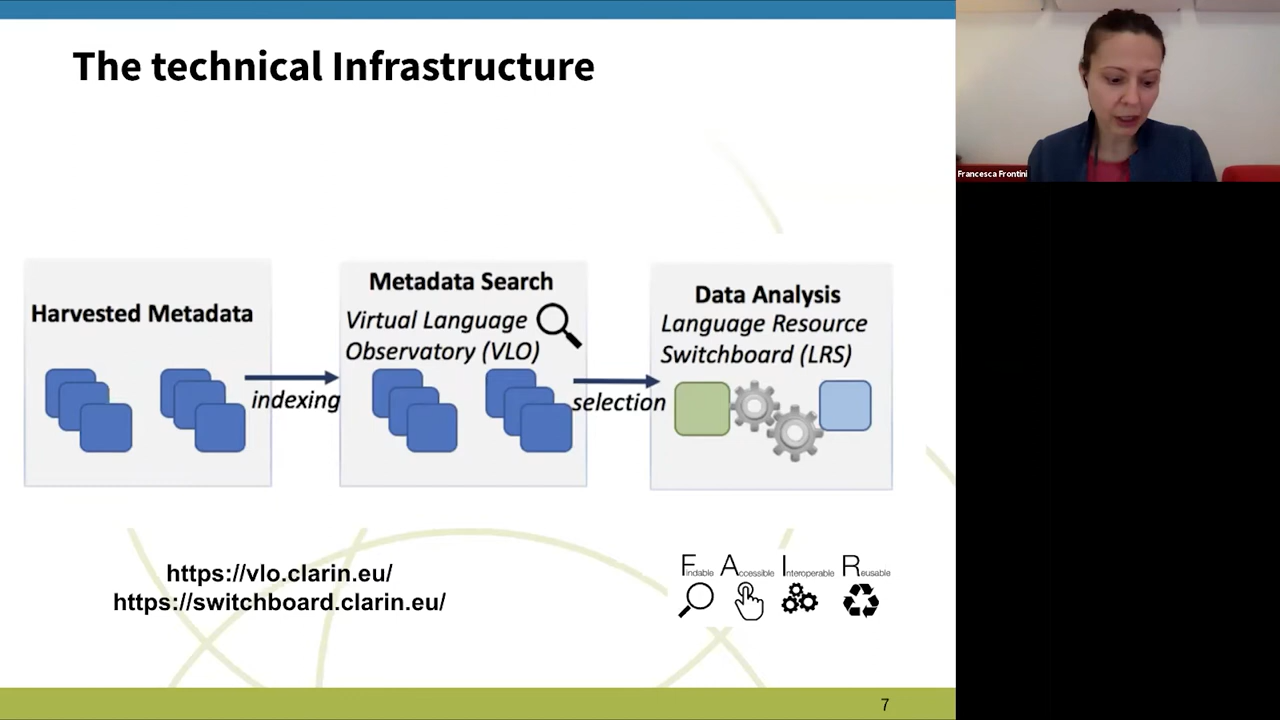 The technical Infrastructure
Francesca Frontini
Harvested Metadata
indexing
Metadata Search
Virtual Language
Observatory (VLO)
selection
Data Analysis
Language Resource
Switchboard (LRS)
https://vlo.clarin.eu/
https://switchboard.clarin.eu/
Findable Accessible Interoperable Reusable
7